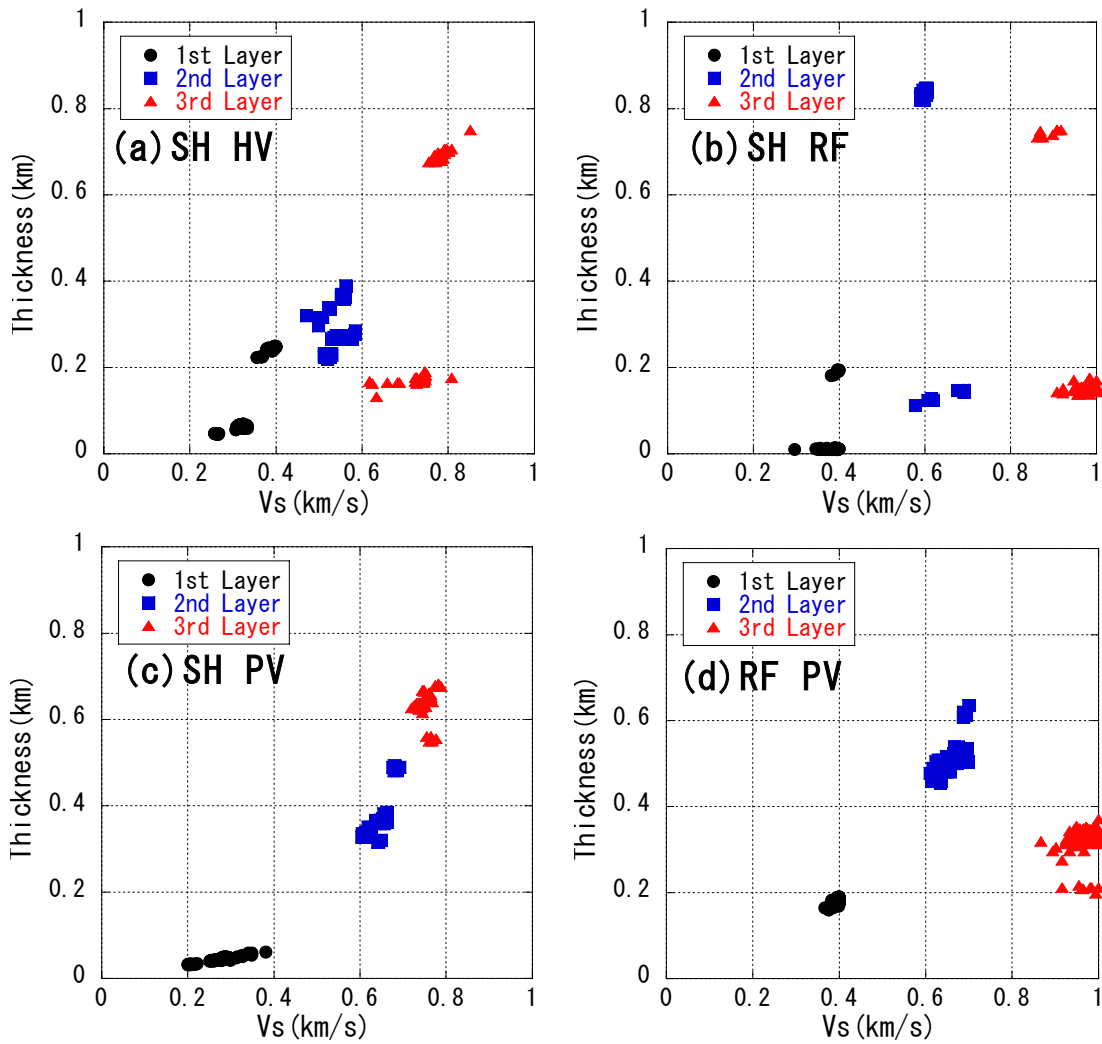 1
0.8
0.6
0.4
0.2
0
Thickness(km)
1st Layer
2nd Layer
3rd Layer
(a)SH HV
0 0.2 0.4 0.6 0.8 1
Vs(km/s)
1
0.8
0.6
0.4
0.2
0
Thickness(km)
1st Layer
2nd Layer
3rd Layer
(b)SH RF
0 0.2 0.4 0.6 0.8 1
Vs(km/s)
1
0.8
0.6
0.4
0.2
0
Thickness(km)
1st Layer
2nd Layer
3rd Layer
(c)SH PV
0 0.2 0.4 0.6 0.8 1
Vs(km/s)
1
0.8
0.6
0.4
0.2
0
Thickness(km)
1st Layer
2nd Layer
3rd Layer
(d)RF PV
0 0.2 0.4 0.6 0.8 1
Vs(km/s)